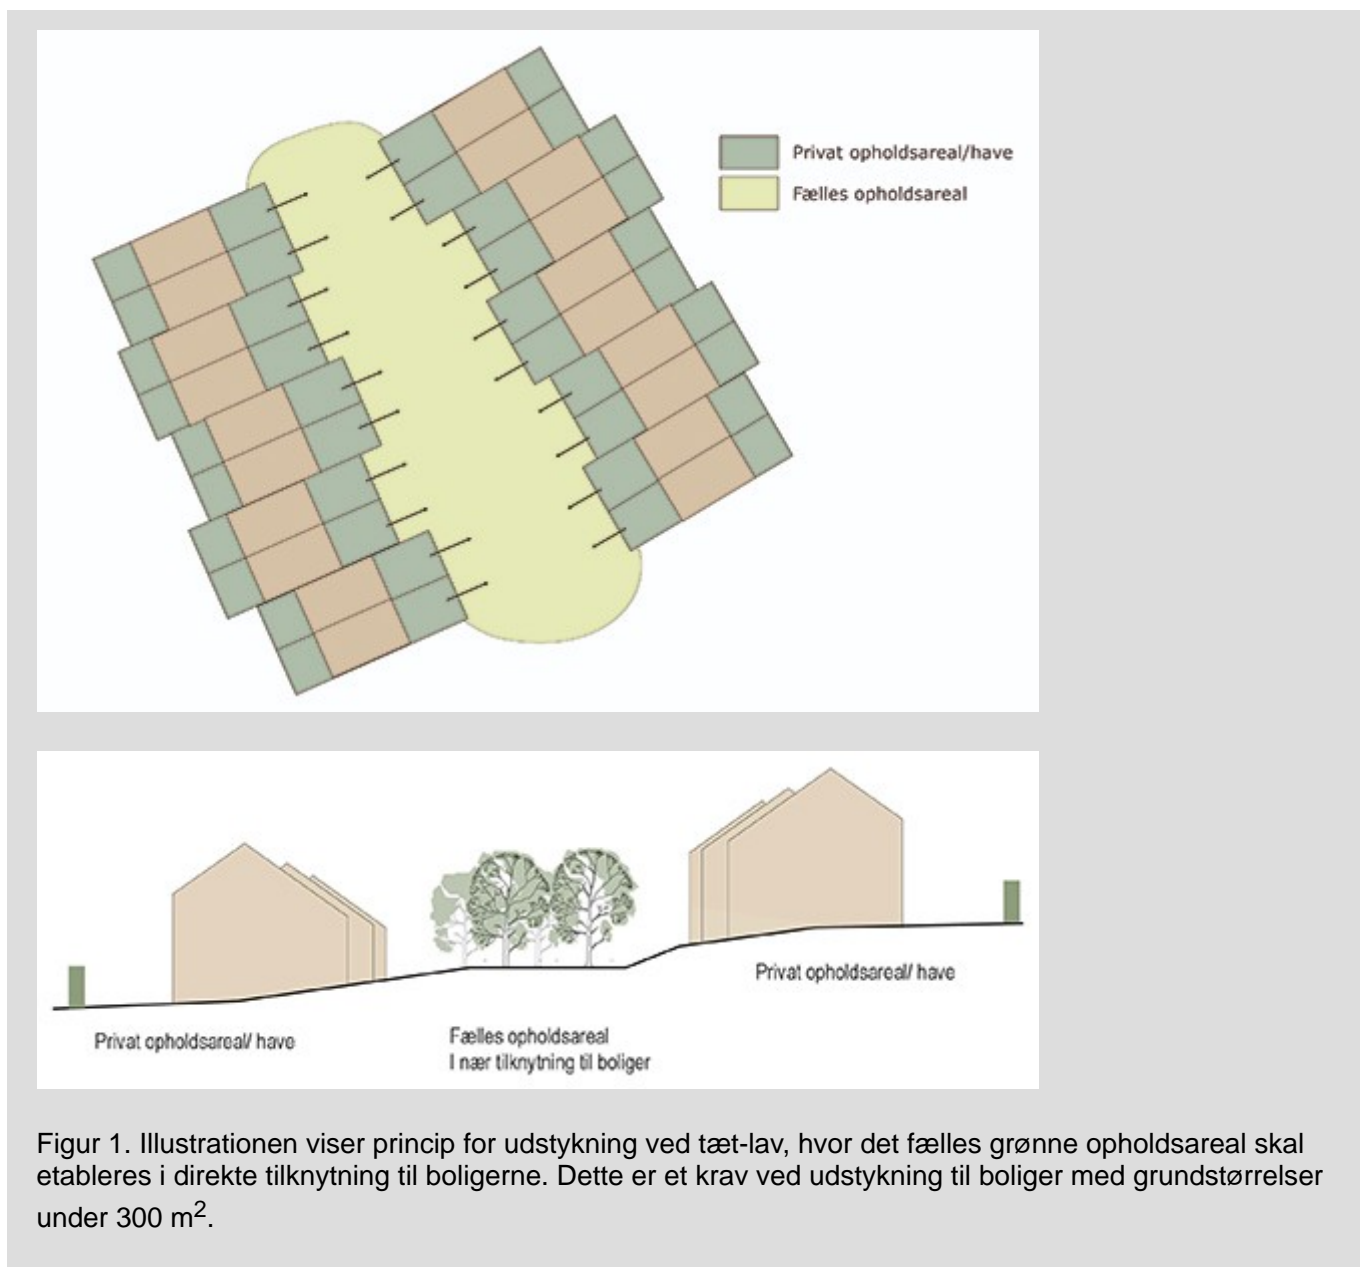 Privat opholdsareal/have
Fælles opholdsareal
Privat opholdsareal/ have
Privat opholdsareal/ have
Fælles opholdsareal
I nær tilknytning til boliger
Figur 1. Illustrationen viser princip for udstykning ved tæt-lav, hvor det fælles grønne opholdsareal skal
etableres i direkte tilknytning til boligerne. Dette er et krav ved udstykning til boliger med grundstørrelser
under 300 m².